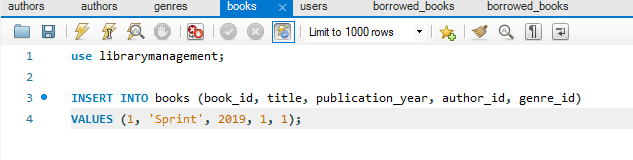 authors authors genres books users borrowed_books borrowed_books
Limit to 1000 rows
1 use librarymanagement;
2
3 INSERT INTO books (book_id, title, publication_year, author_id, genre_id)
4 VALUES (1, 'Sprint', 2019, 1, 1);